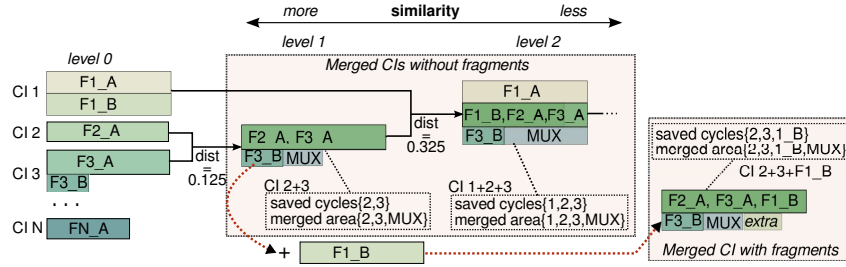 more similarity less
level 0 level 1 level 2
Merged CIs without fragments
CI 1
F1_A
F1_B
CI 2
F2_A
CI 3
F3_A
F3_B
. . .
CI N
FN_A
dist
=
0.125
F2_A, F3_A
F3_B MUX
CI 2+3
saved cycles{2,3}
merged area{2,3,MUX}
dist
=
0.325
F1_A
F1_B,F2_A,F3_A
F3_B MUX
...
CI 1+2+3
saved cycles{1,2,3}
merged area{1,2,3,MUX}
+ F1_B
saved cycles{2,3,1_B}
merged area{2,3,1_B,MUX}
CI 2+3+F1_B
F2_A, F3_A, F1_B
F3_B MUX extra
Merged CI with fragments